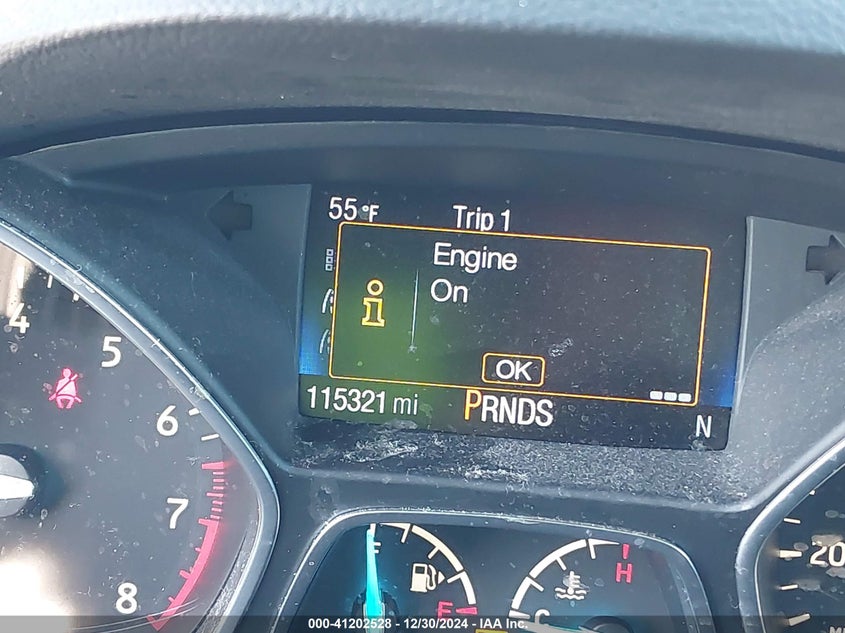 55°F Trip 1
Engine
On
i
OK
115321 mi PRNDS N
4
5
6
7
8
F
E
H
C
20
000-41202528 - 12/30/2024 - IAA Inc.